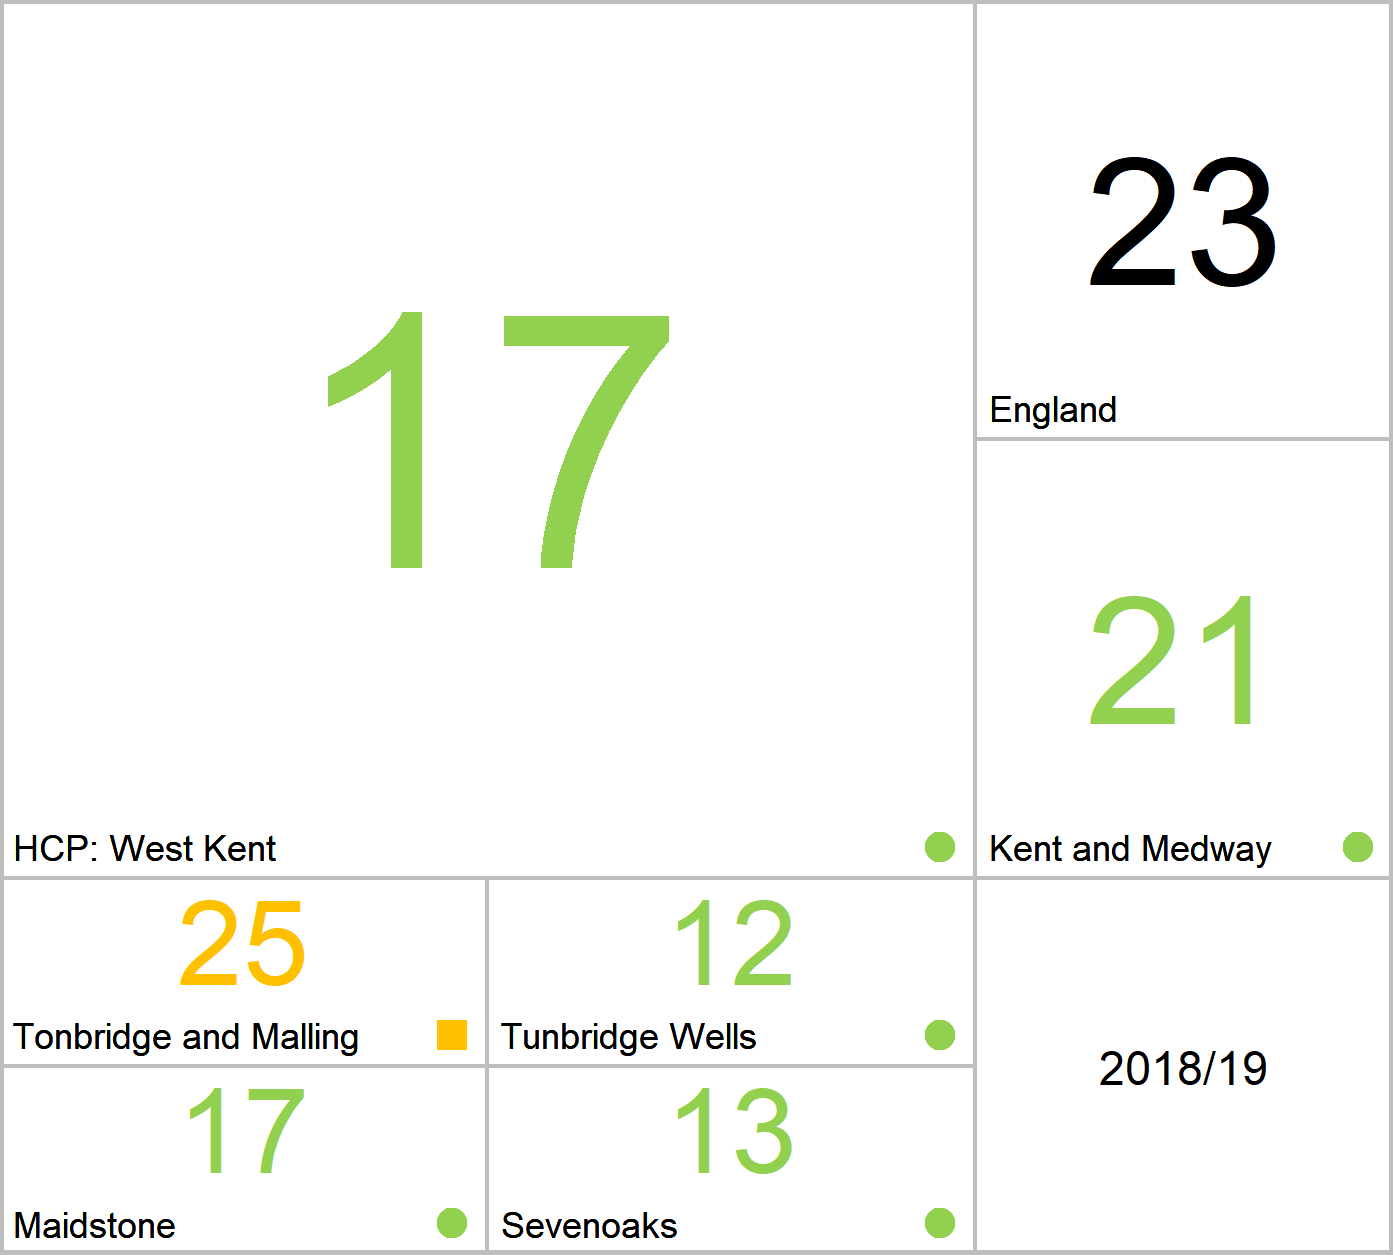 17
HCP: West Kent
23
England
21
Kent and Medway
25
Tonbridge and Malling
12
Tunbridge Wells
17
Maidstone
13
Sevenoaks
2018/19